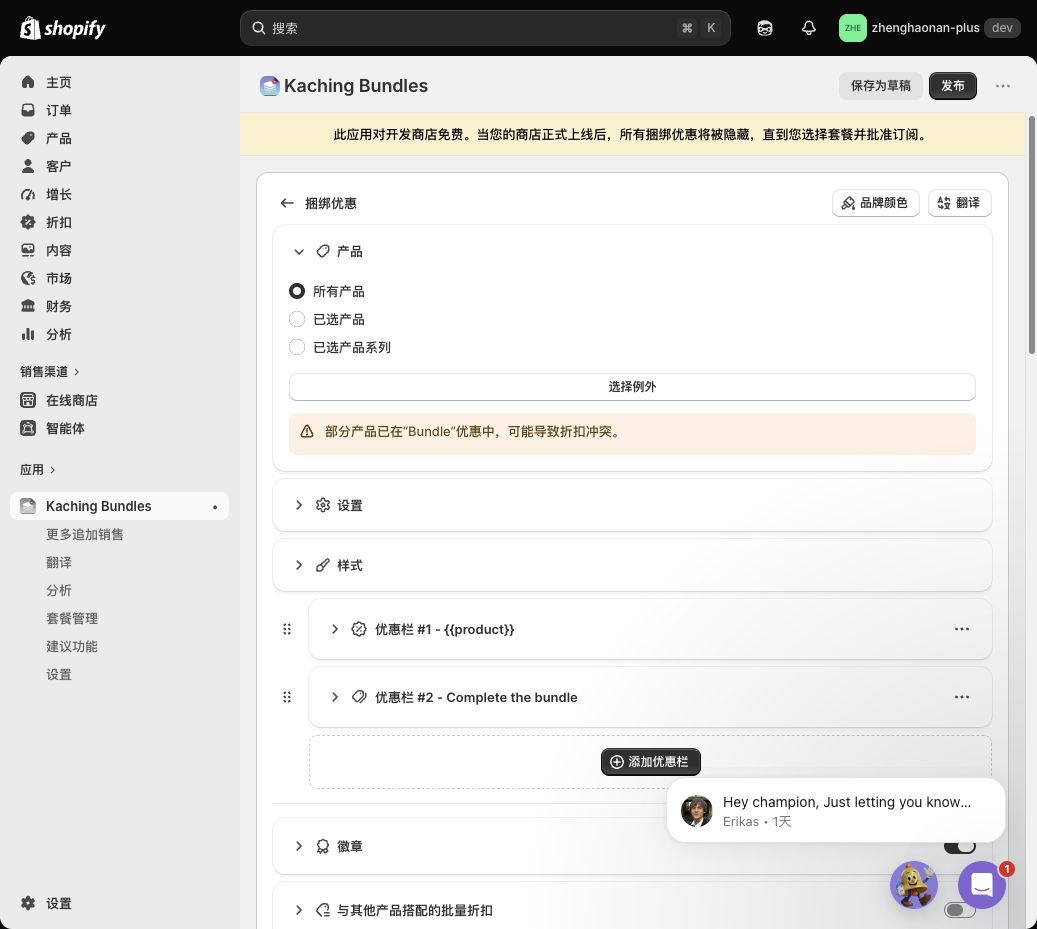 shopify
搜索
⌘ K
ZHE
zhenghaonan-plus dev
主页
订单
产品
客户
增长
折扣
内容
市场
财务
分析
销售渠道
在线商店
智能体
应用
Kaching Bundles
更多追加销售
翻译
分析
套餐管理
建议功能
设置
设置
Kaching Bundles
保存为草稿
发布
此应用对开发商店免费。当您的商店正式上线后，所有捆绑优惠将被隐藏，直到您选择套餐并批准订阅。
捆绑优惠
品牌颜色
翻译
产品
所有产品
已选产品
已选产品系列
选择例外
部分产品已在“Bundle”优惠中，可能导致折扣冲突。
设置
样式
优惠栏 #1 - {{product}}
优惠栏 #2 - Complete the bundle
添加优惠栏
Hey champion, Just letting you know…
Erikas • 1天
徽章
1
与其他产品搭配的批量折扣